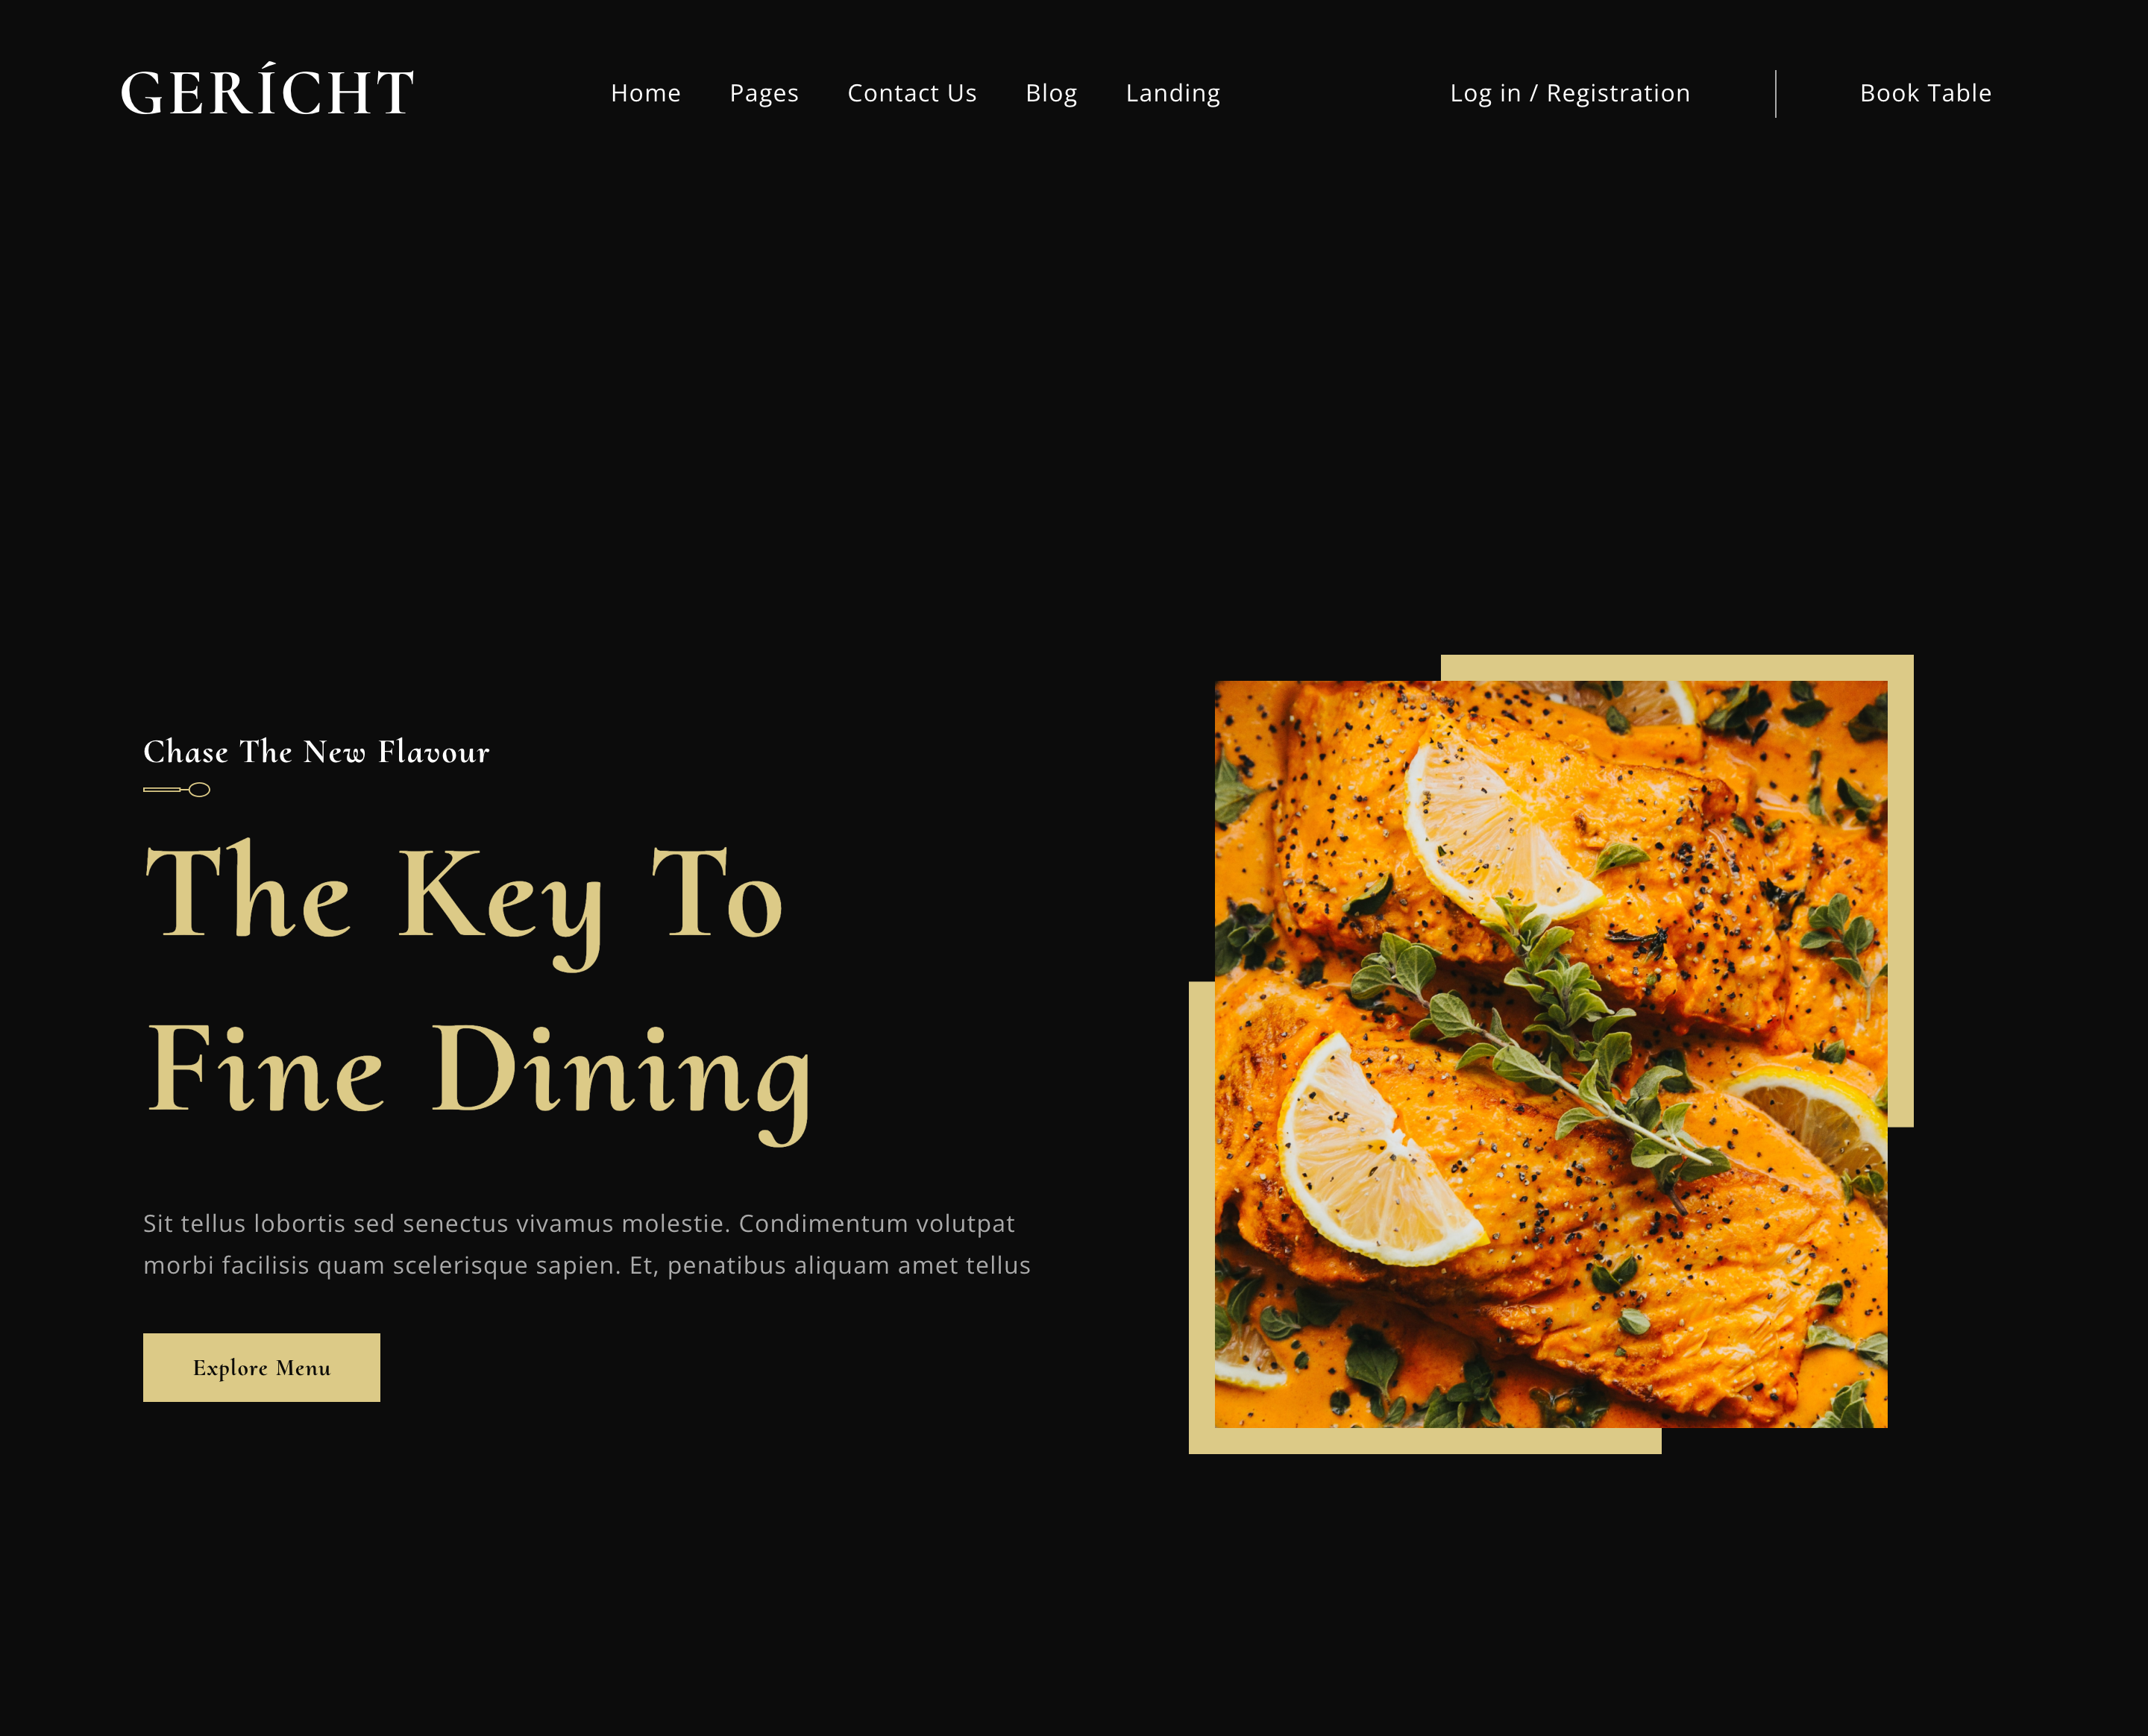 GERÍCHT
Home Pages Contact Us Blog Landing Log in / Registration Book Table
Chase The New Flavour
The Key To
Fine Dining
Sit tellus lobortis sed senectus vivamus molestie. Condimentum volutpat
morbi facilisis quam scelerisque sapien. Et, penatibus aliquam amet tellus
Explore Menu